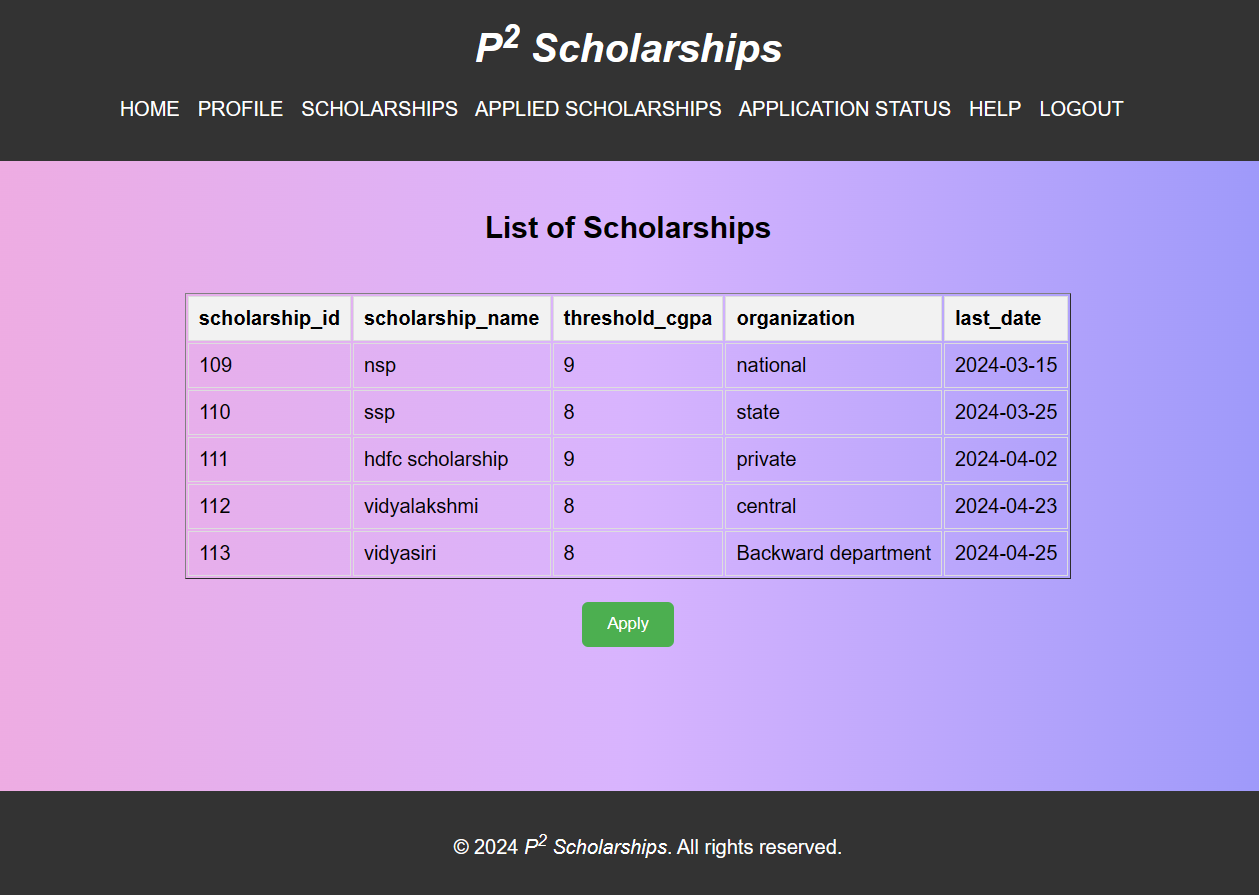 P² Scholarships
HOME PROFILE SCHOLARSHIPS APPLIED SCHOLARSHIPS APPLICATION STATUS HELP LOGOUT
List of Scholarships
scholarship_id scholarship_name threshold_cgpa organization last_date
109 nsp 9 national 2024-03-15
110 ssp 8 state 2024-03-25
111 hdfc scholarship 9 private 2024-04-02
112 vidyalakshmi 8 central 2024-04-23
113 vidyasiri 8 Backward department 2024-04-25
Apply
© 2024 P² Scholarships. All rights reserved.